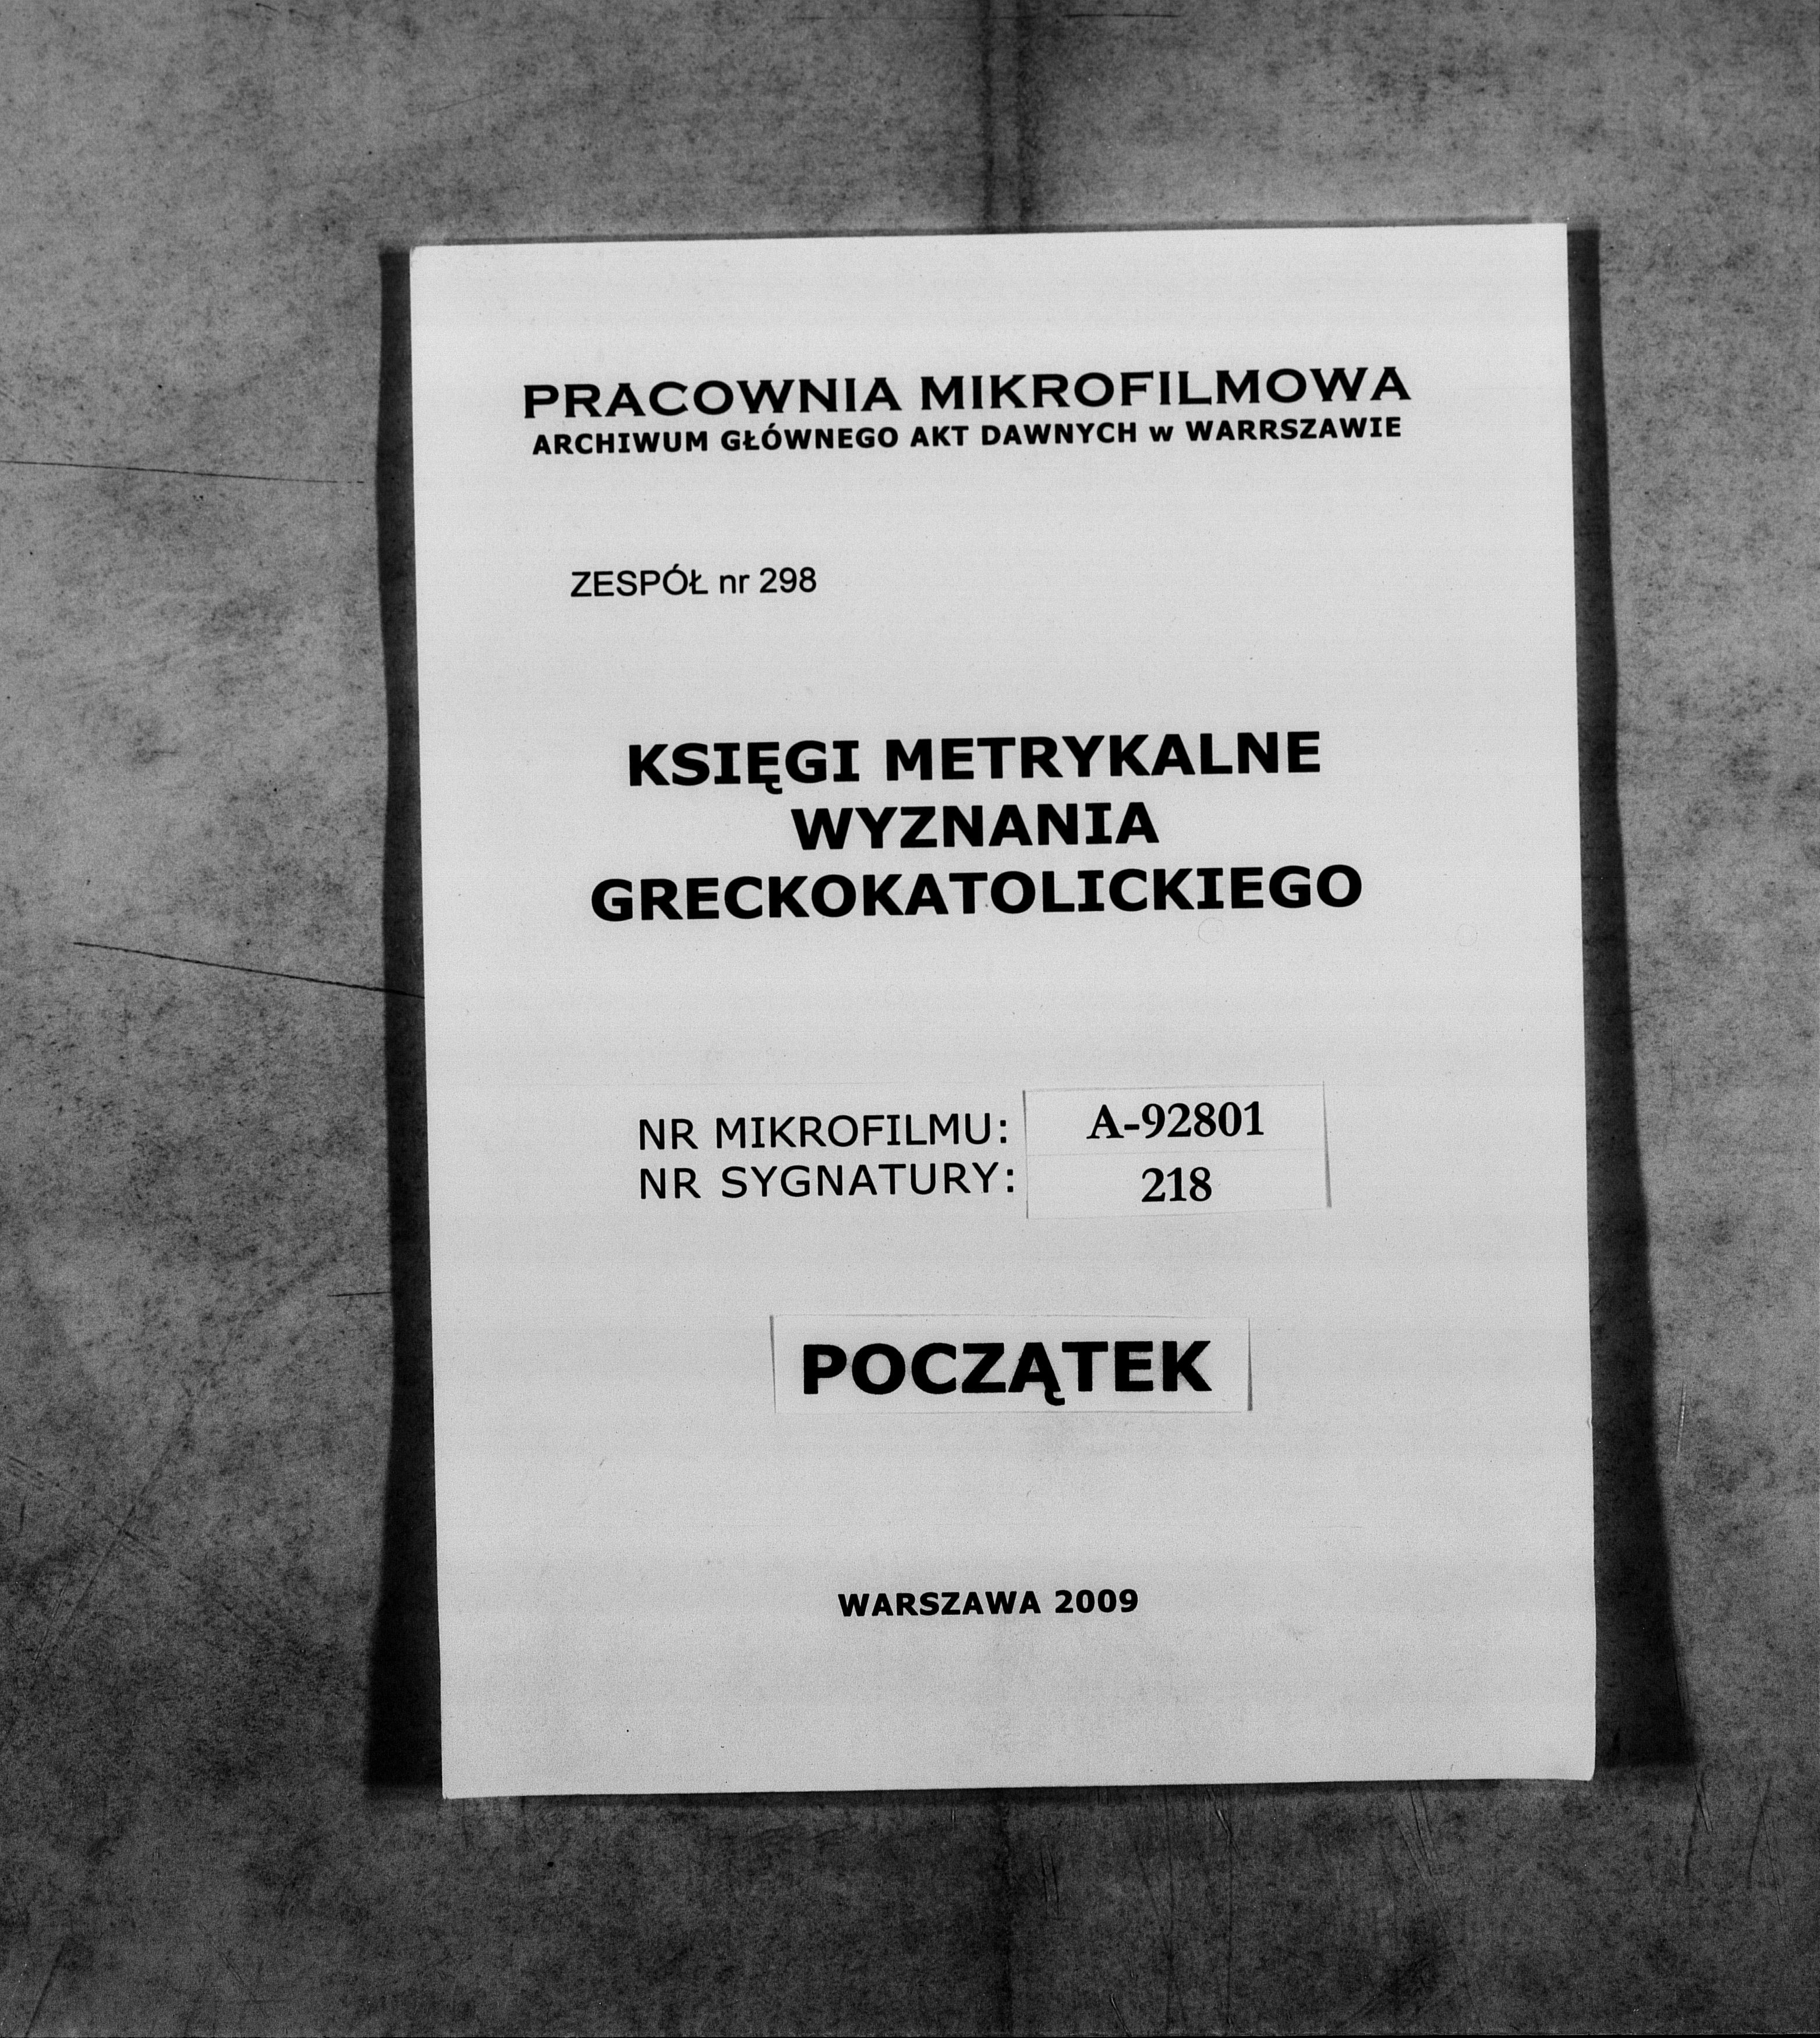 PRACOWNIA MIKROFILMOWA
ARCHIWUM GŁÓWNEGO AKT DAWNYCH w WARRSZAWIE
ZESPÓŁ nr 298
KSIĘGI METRYKALNE
WYZNANIA
GRECKOKATOLICKIEGO
NR MIKROFILMU: A-92801
NR SYGNATURY: 218
POCZĄTEK
WARSZAWA 2009